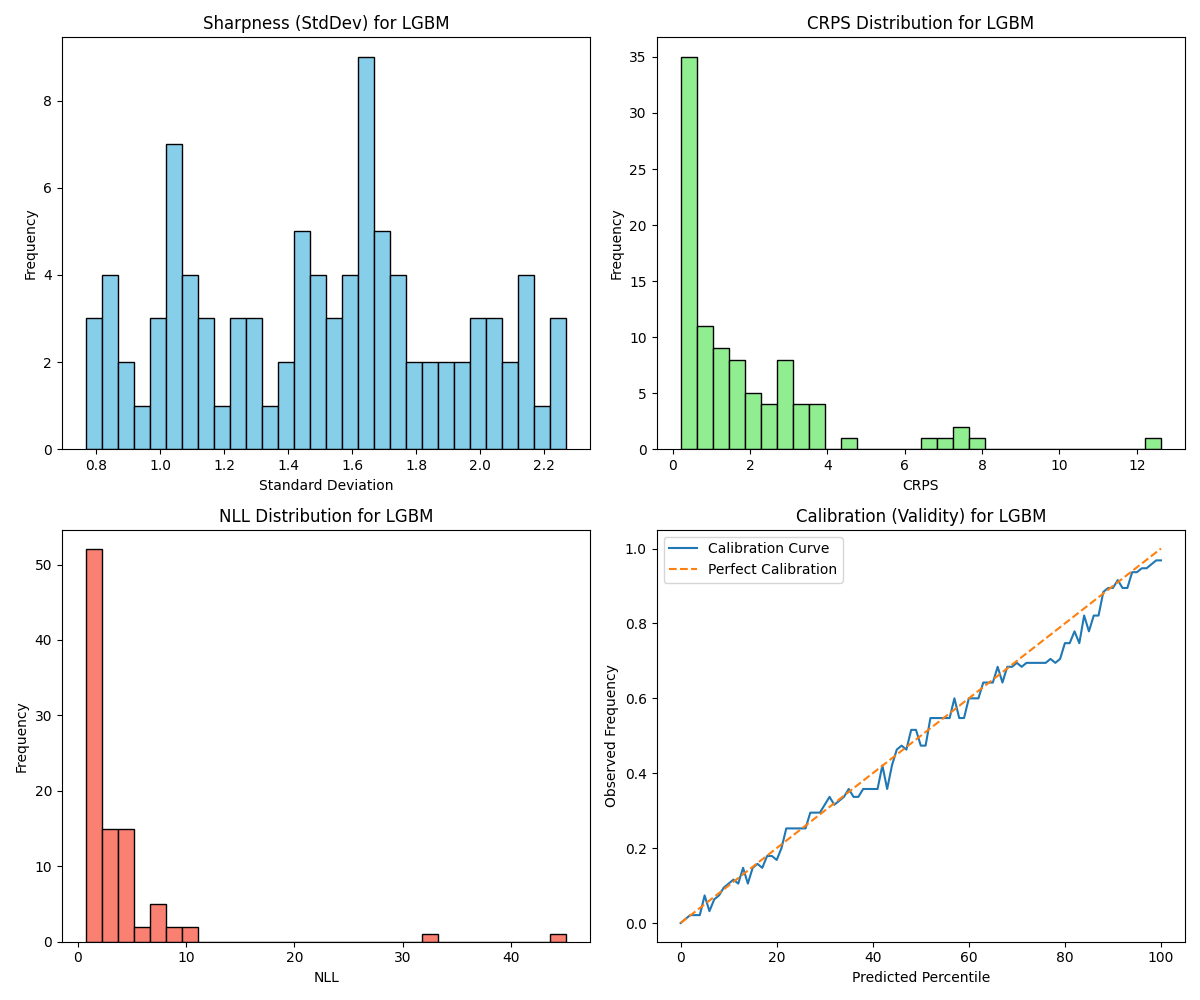 Sharpness (StdDev) for LGBM
Frequency
8
6
4
2
0
0.8 1.0 1.2 1.4 1.6 1.8 2.0 2.2
Standard Deviation
CRPS Distribution for LGBM
Frequency
35
30
25
20
15
10
5
0
0 2 4 6 8 10 12
CRPS
NLL Distribution for LGBM
Frequency
50
40
30
20
10
0
0 10 20 30 40
NLL
Calibration (Validity) for LGBM
Calibration Curve
Perfect Calibration
Observed Frequency
1.0
0.8
0.6
0.4
0.2
0.0
0 20 40 60 80 100
Predicted Percentile